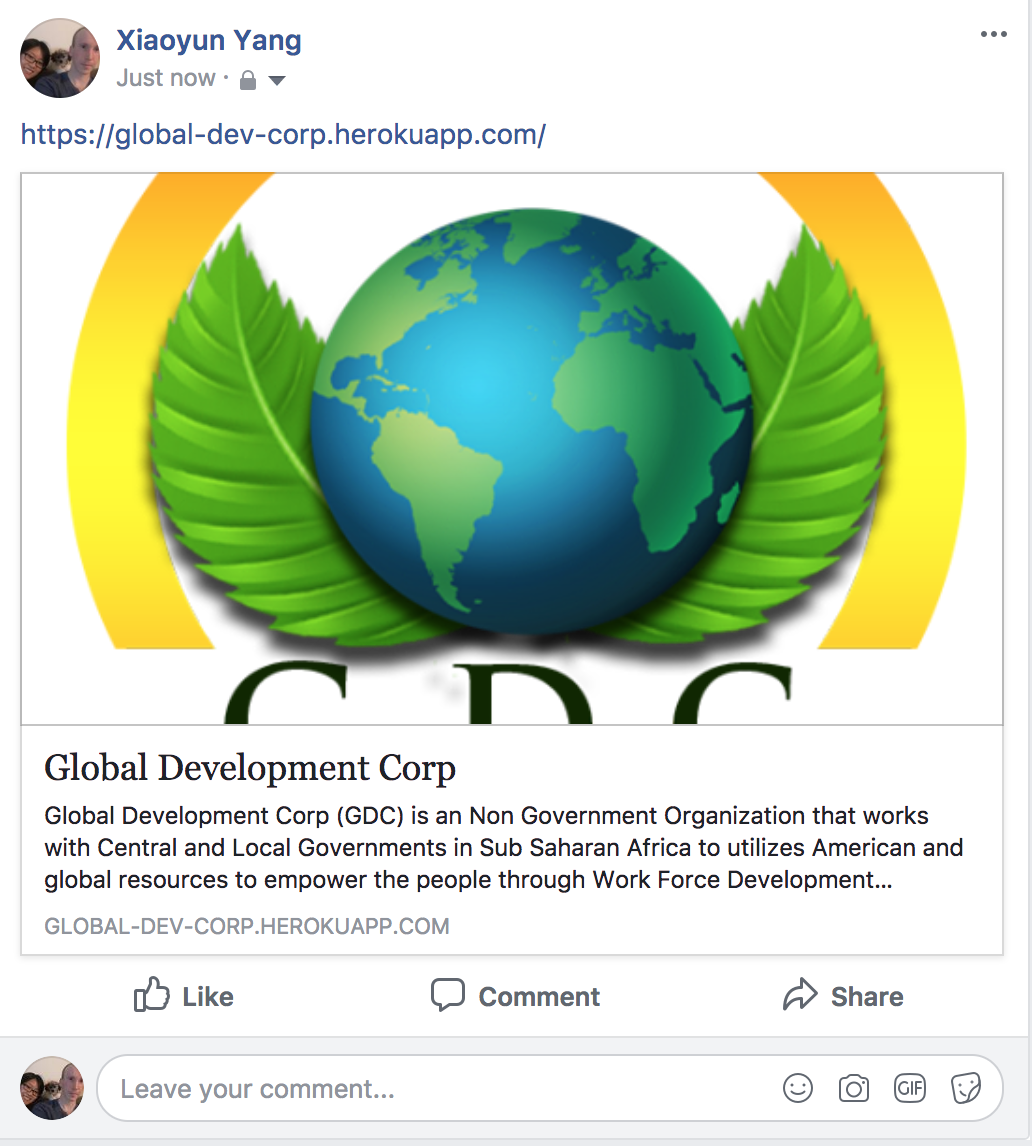 Xiaoyun Yang
Just now ·
https://global-dev-corp.herokuapp.com/
GDC
Global Development Corp
Global Development Corp (GDC) is an Non Government Organization that works
with Central and Local Governments in Sub Saharan Africa to utilizes American and
global resources to empower the people through Work Force Development...
GLOBAL-DEV-CORP.HEROKUAPP.COM
Like
Comment
Share
Leave your comment...
GIF